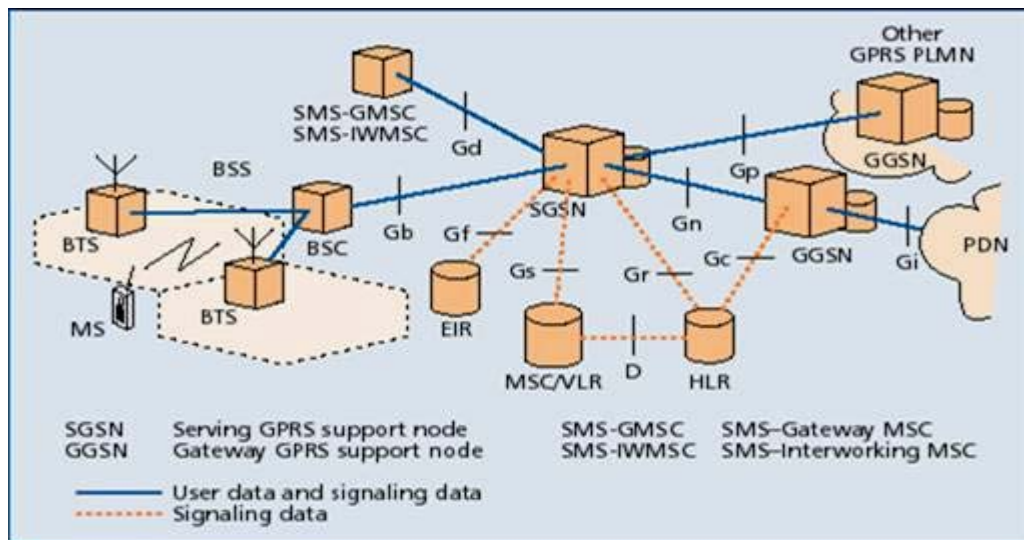 Other
GPRS PLMN
SMS-GMSC
SMS-IWMSC
Gd
GGSN
BSS
Gp
SGSN
BTS
BSC
Gb
Gf
Gn
GGSN
Gi
PDN
Gs
Gr
Gc
MS
BTS
EIR
MSC/VLR
D
HLR
SGSN Serving GPRS support node
GGSN Gateway GPRS support node
SMS-GMSC SMS–Gateway MSC
SMS-IWMSC SMS–Interworking MSC
User data and signaling data
Signaling data